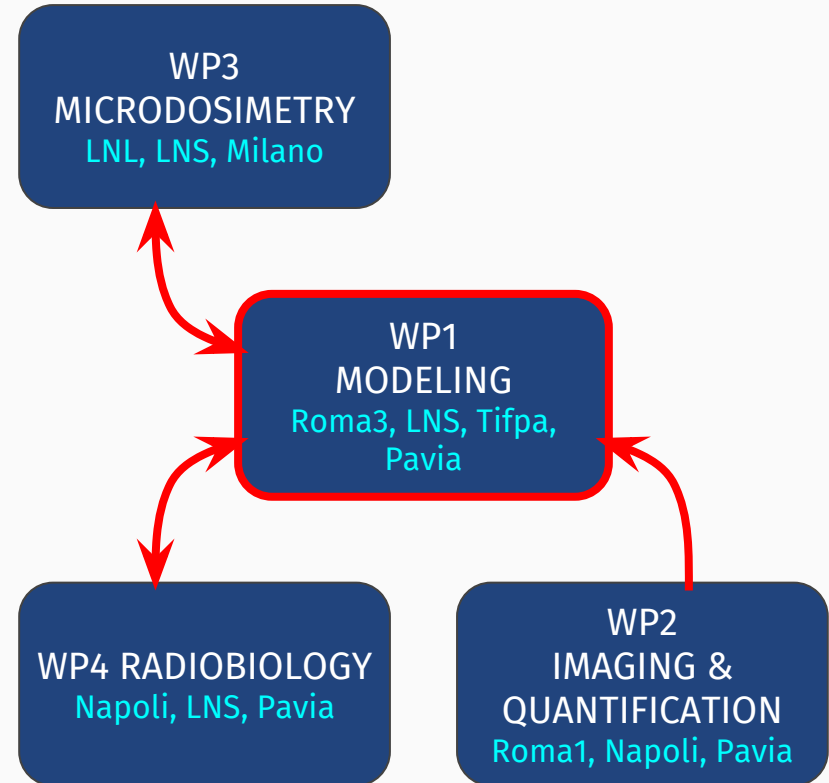 WP3
MICRODOSIMETRY
LNL, LNS, Milano
WP1
MODELING
Roma3, LNS, Tifpa,
Pavia
WP4 RADIOBIOLOGY
Napoli, LNS, Pavia
WP2
IMAGING &
QUANTIFICATION
Roma1, Napoli, Pavia